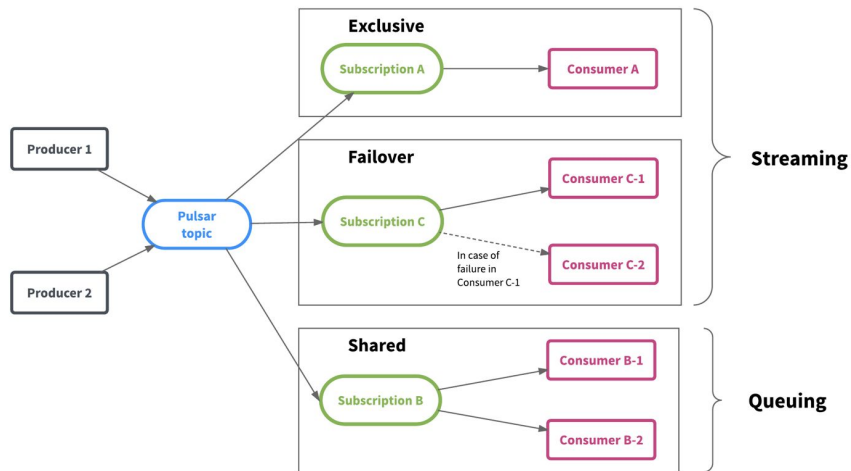 Exclusive
Subscription A
Consumer A
Producer 1
Failover
Consumer C-1
Streaming
Pulsar
topic
Subscription C
In case of
failure in
Consumer C-1
Consumer C-2
Producer 2
Shared
Consumer B-1
Subscription B
Queuing
Consumer B-2